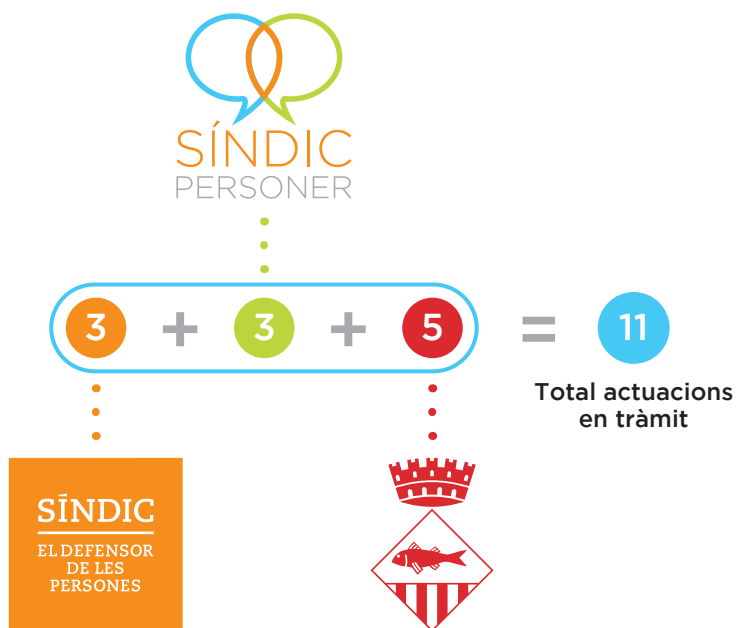 SÍNDIC
PERSONER
3 + 3 + 5 = 11
Total actuacions
en tràmit
SÍNDIC
EL DEFENSOR
DE LES
PERSONES